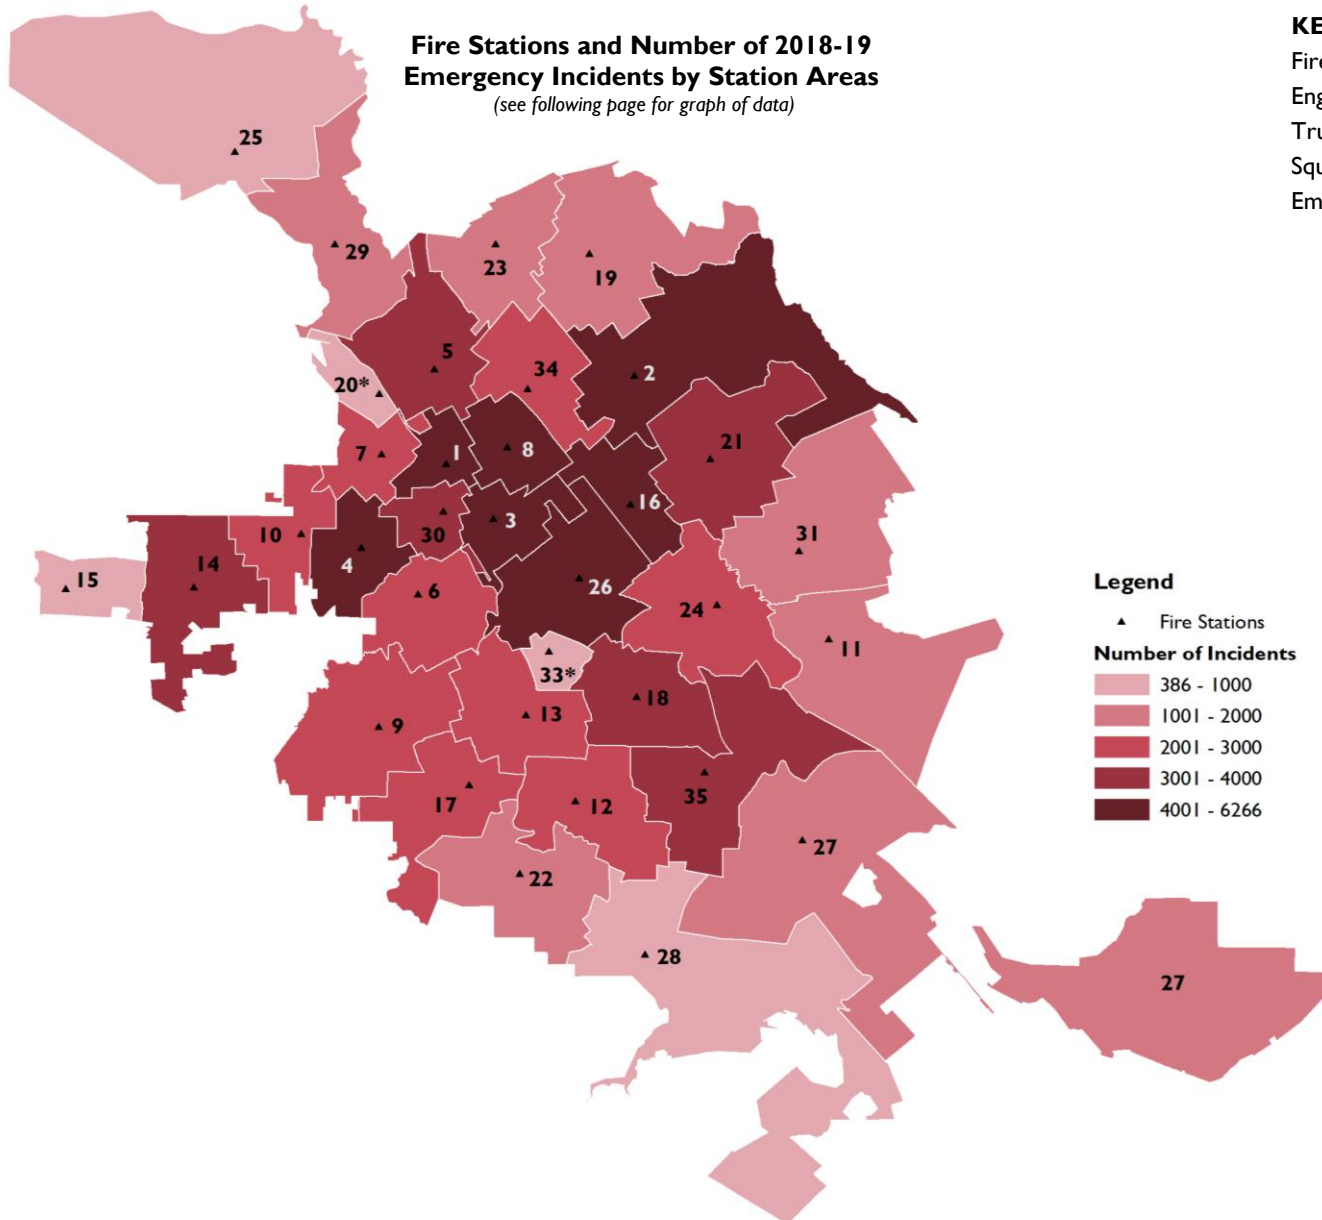 Fire Stations and Number of 2018-19
Emergency Incidents by Station Areas
(see following page for graph of data)
KE
Fire
Eng
Tru
Squ
Em
25
29
23
19
5
34
2
20*
7
1
8
21
16
3
30
10
4
14
15
31
6
26
24
11
33*
18
13
9
35
17
12
27
22
28
27
Legend
Fire Stations
Number of Incidents
386 - 1000
1001 - 2000
2001 - 3000
3001 - 4000
4001 - 6266